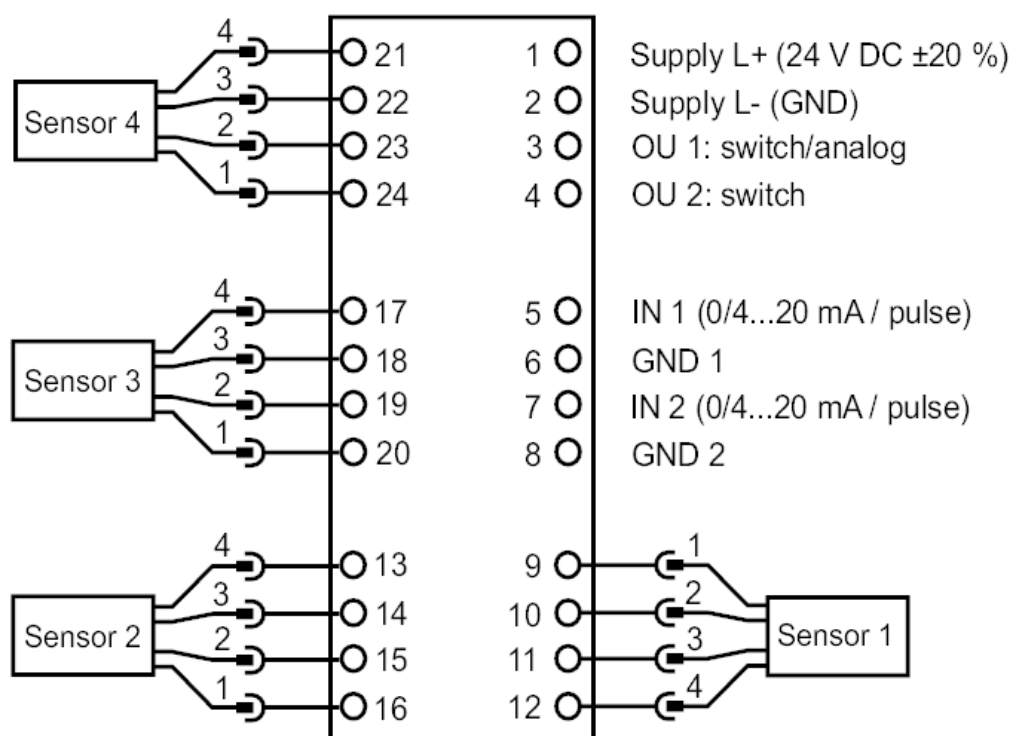 4 21 1 Supply L+ (24 V DC ±20 %)
3 22 2 Supply L- (GND)
Sensor 4
2 23 3 OU 1: switch/analog
1 24 4 OU 2: switch
4 17 5 IN 1 (0/4...20 mA / pulse)
3 18 6 GND 1
Sensor 3
2 19 7 IN 2 (0/4...20 mA / pulse)
1 20 8 GND 2
4 13 9 1
3 14 10 2
Sensor 2 Sensor 1
2 15 11 3
1 16 12 4